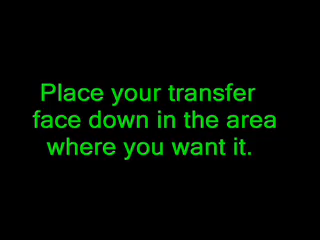 Place your transfer
face down in the area
where you want it.